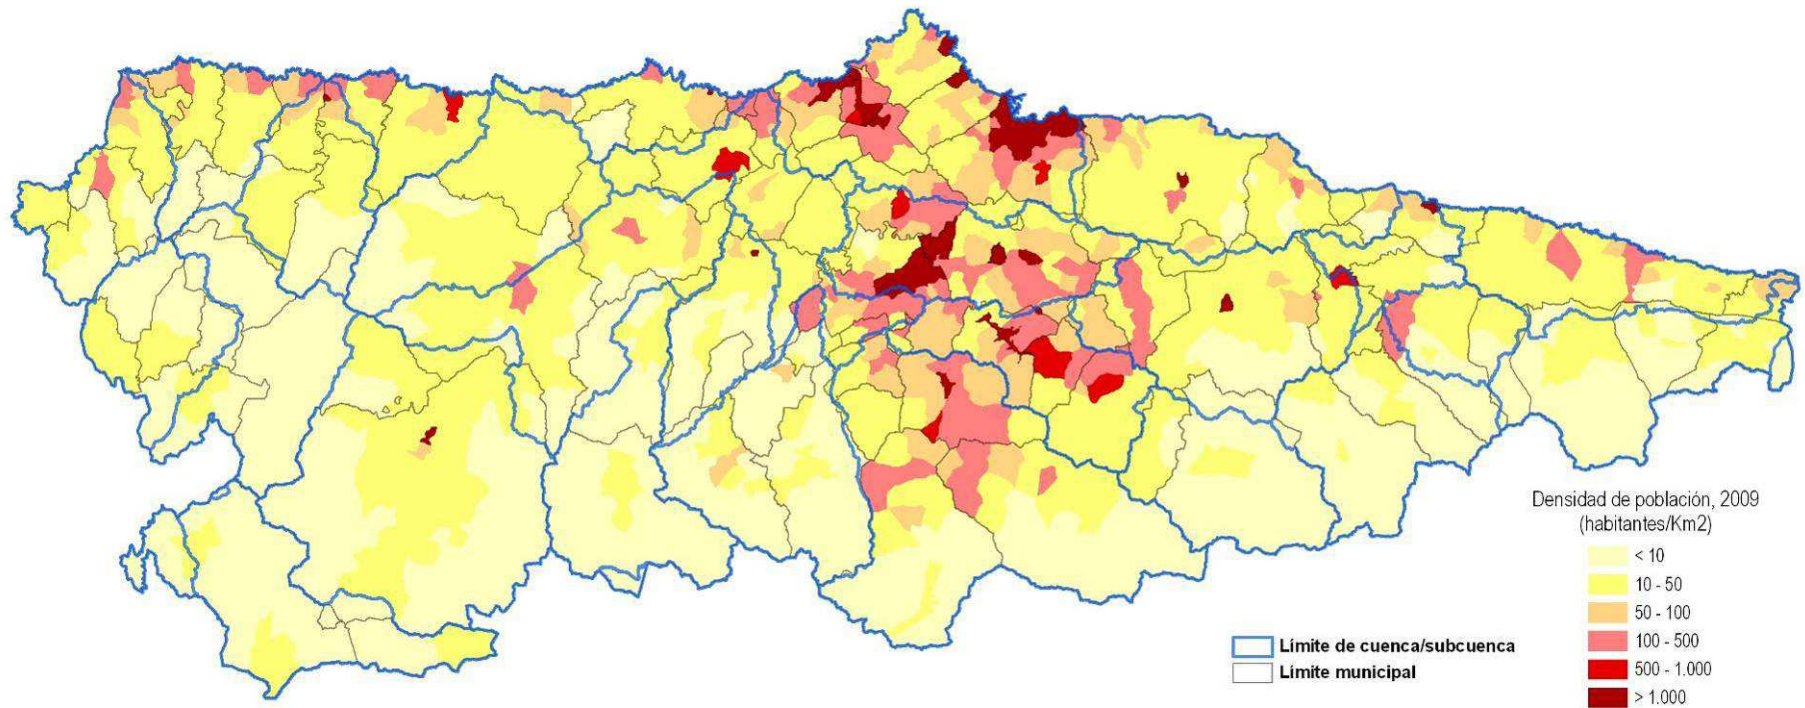 Densidad de población, 2009
(habitantes/Km2)
< 10
10 - 50
50 - 100
100 - 500
500 - 1.000
> 1.000
Límite de cuenca/subcuenca
Límite municipal